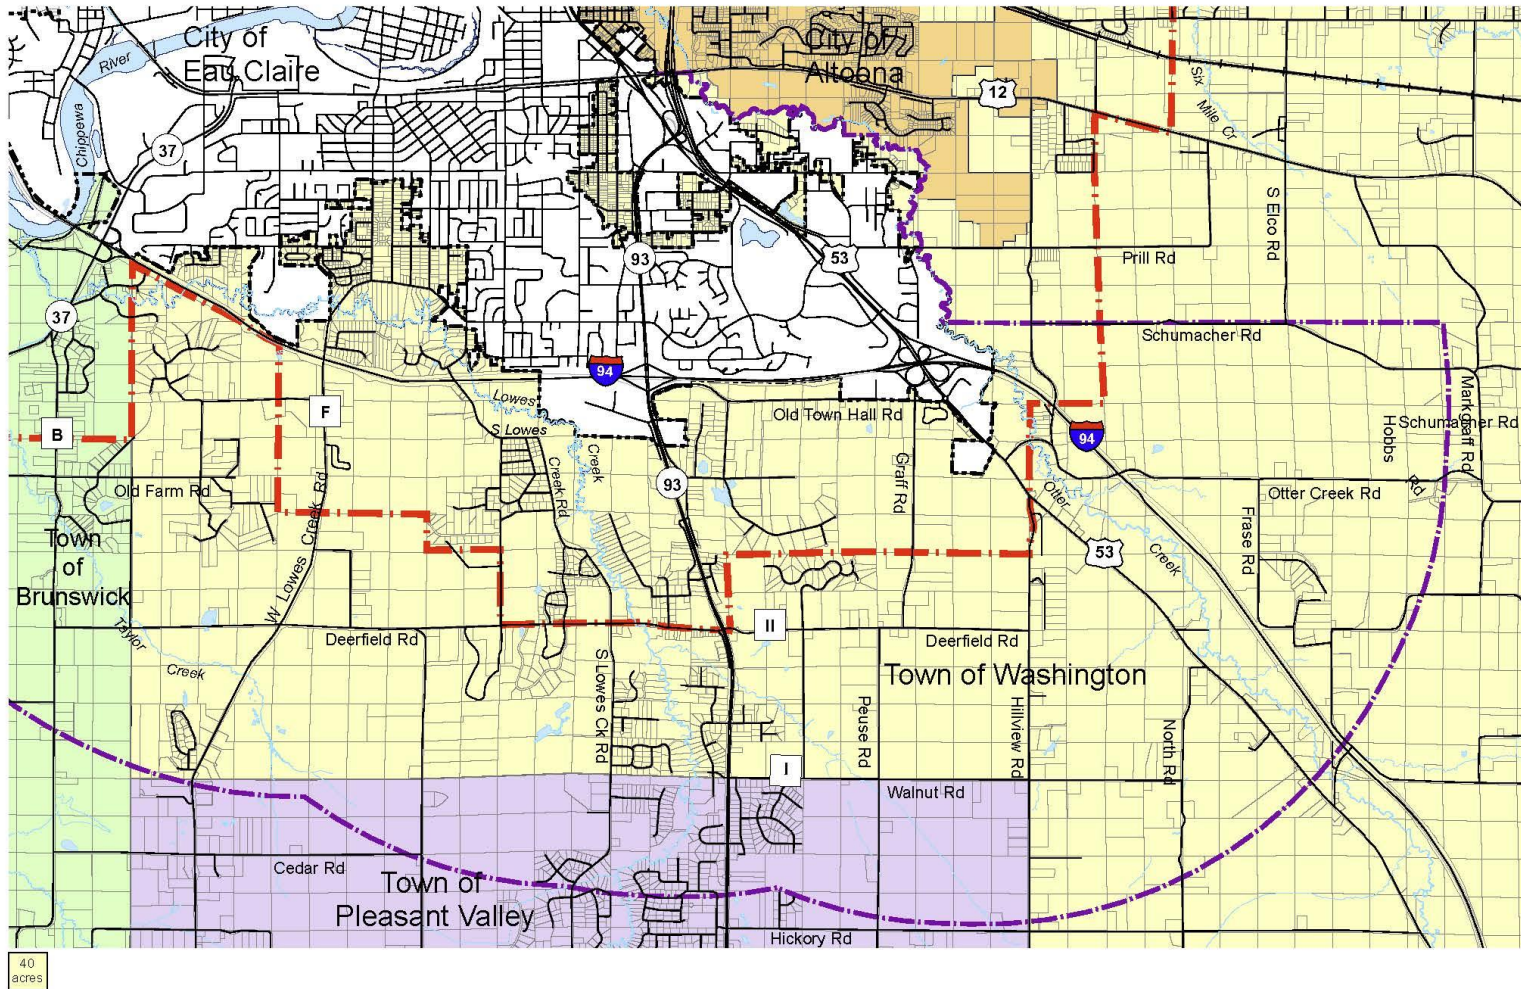 City of
Eau Claire
City of
Altoona
River
Chippewa
12
Six
Mile Cr.
37
S Elco Rd
Prill Rd
93
53
37
Schumacher Rd
94
Lowes
F
Old Town Hall Rd
Markgraff Rd
Schumacher Rd
B
S Lowes
94
Hobbs
Rd
Creek
Creek Rd
93
Graff Rd
Old Farm Rd
Otter
Otter Creek Rd
Town
of
Brunswick
W Lowes Creek Rd
Frase Rd
53
Creek
Taylor
Creek
II
Deerfield Rd
Deerfield Rd
Town of Washington
S Lowes Ck Rd
Peuse Rd
Hillview Rd
North Rd
I
Walnut Rd
Cedar Rd
Town of
Pleasant Valley
Hickory Rd
40
acres